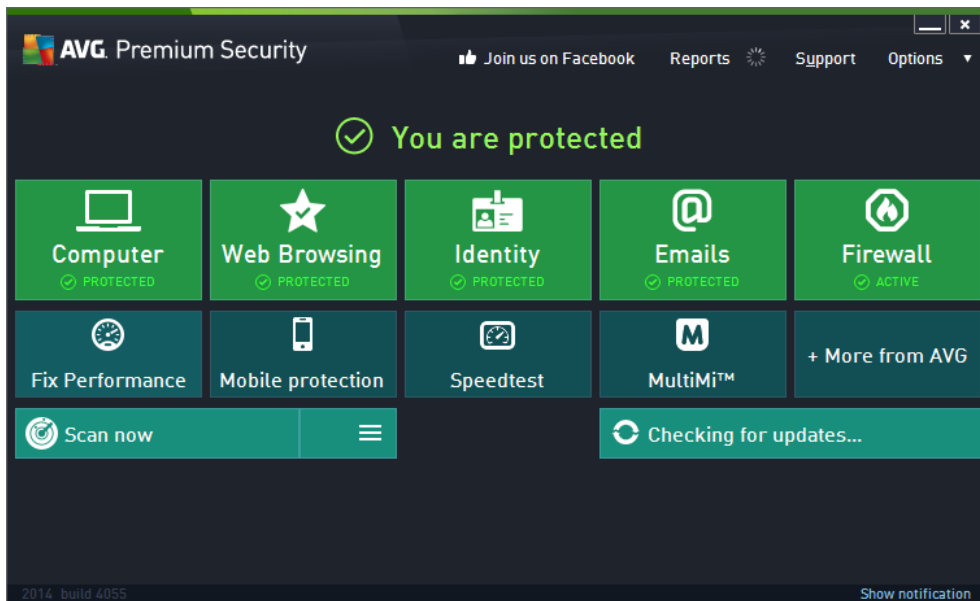 AVG. Premium Security
Join us on Facebook Reports Support Options
You are protected
Computer Web Browsing Identity Emails Firewall
PROTECTED PROTECTED PROTECTED PROTECTED ACTIVE
Fix Performance Mobile protection Speedtest M MultiMi™ + More from AVG
Scan now Checking for updates...
2014 build 4055 Show notification